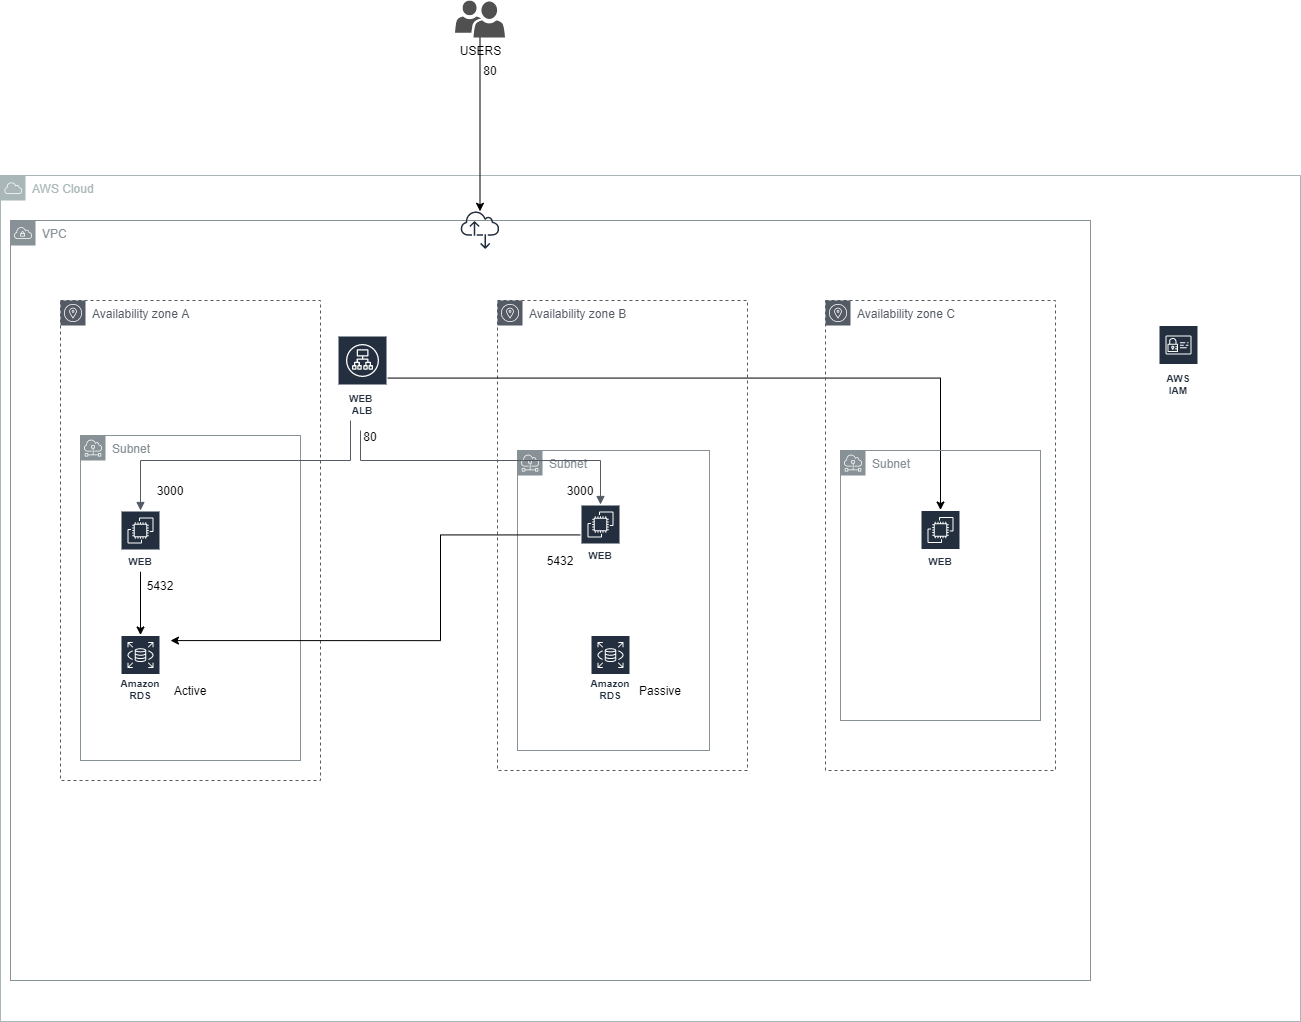 USERS
80
AWS Cloud
VPC
Availability zone A
Availability zone B
Availability zone C
WEB
ALB
AWS
IAM
80
Subnet
Subnet
Subnet
3000
3000
WEB
WEB
WEB
5432
5432
Amazon
RDS
Active
Amazon
RDS
Passive